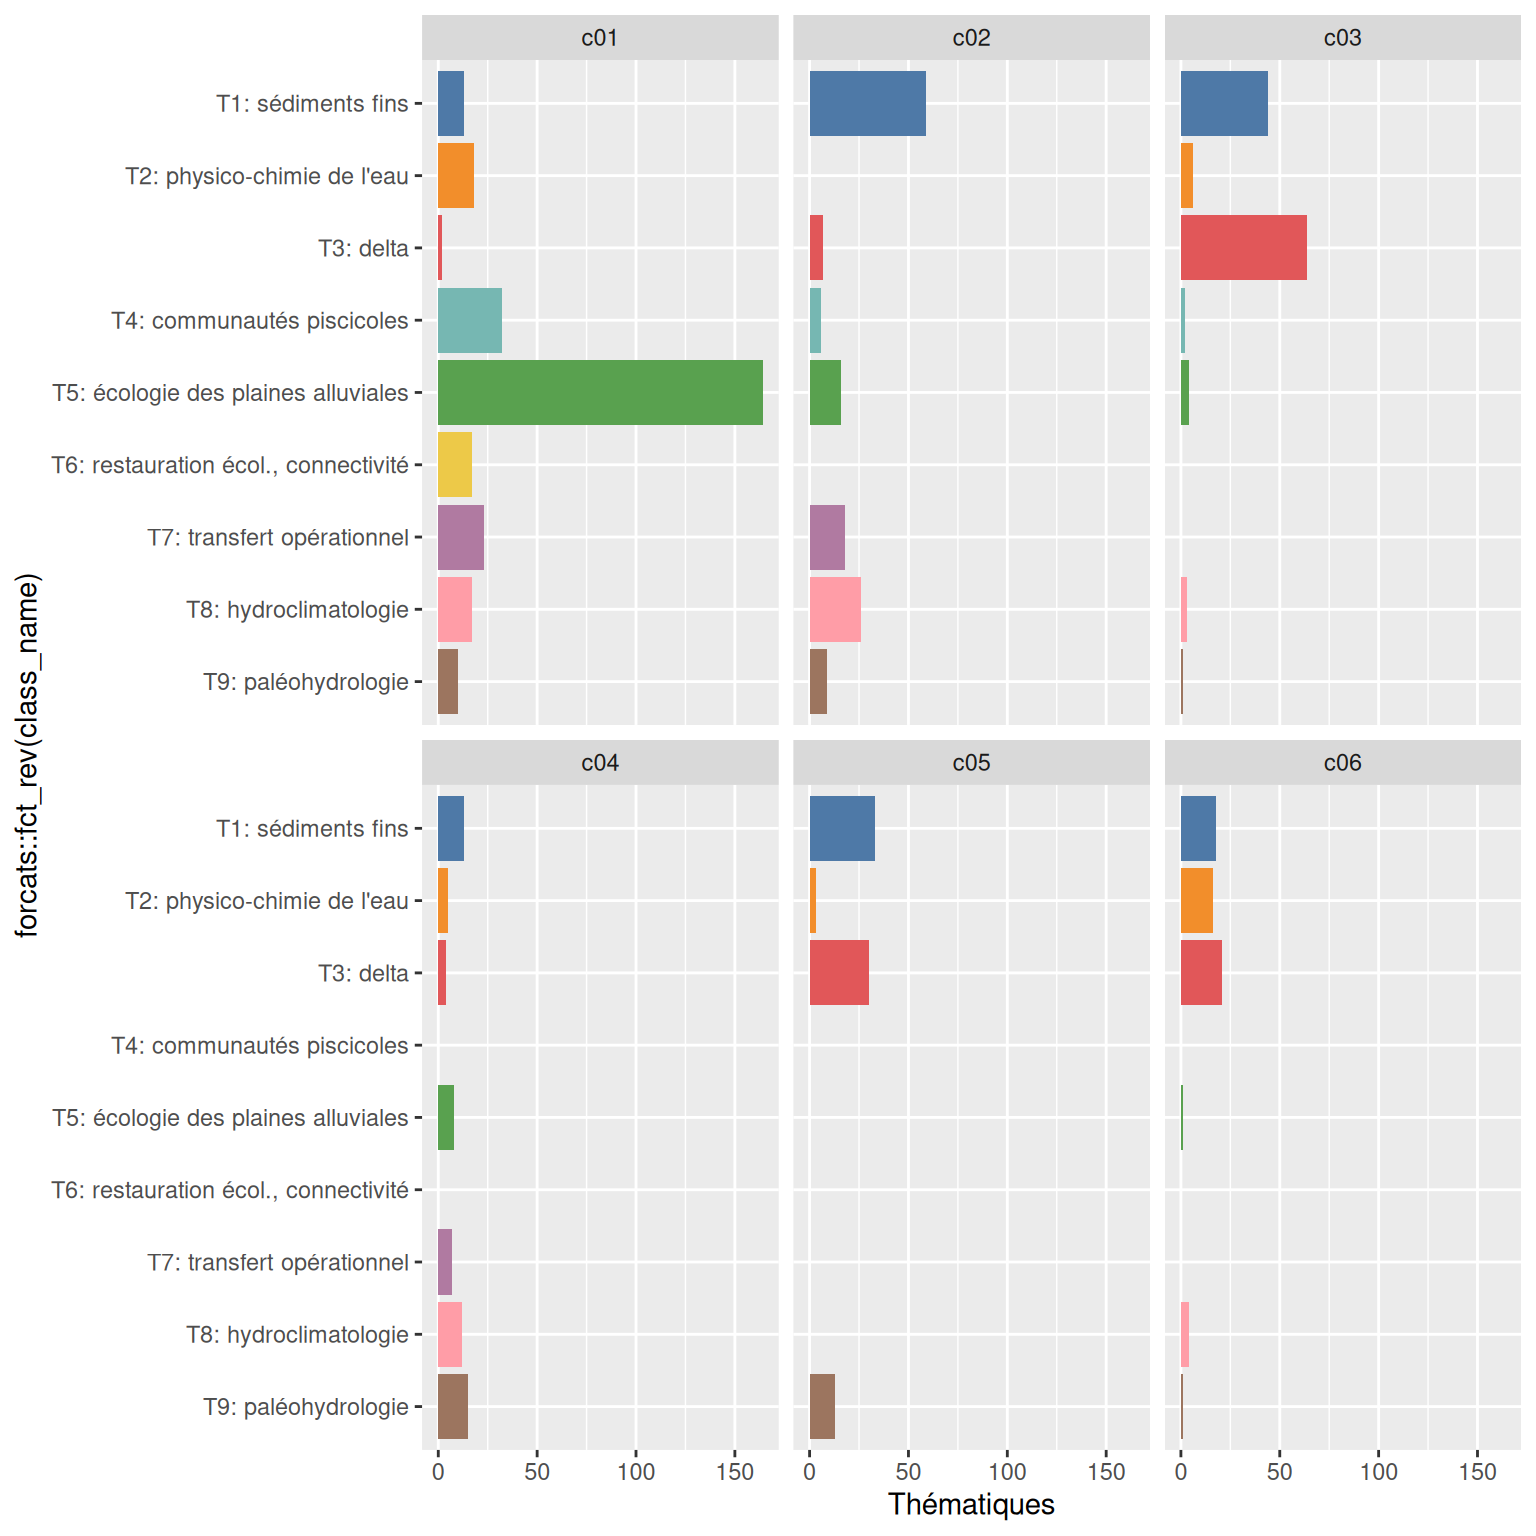 c01
c02
c03
T1: sédiments fins
T2: physico-chimie de l'eau
T3: delta
T4: communautés piscicoles
T5: écologie des plaines alluviales
T6: restauration écol., connectivité
T7: transfert opérationnel
T8: hydroclimatologie
T9: paléohydrologie
forcats::fct_rev(class_name)
c04
c05
c06
T1: sédiments fins
T2: physico-chimie de l'eau
T3: delta
T4: communautés piscicoles
T5: écologie des plaines alluviales
T6: restauration écol., connectivité
T7: transfert opérationnel
T8: hydroclimatologie
T9: paléohydrologie
0 50 100 150
0 50 100 150
0 50 100 150
Thématiques